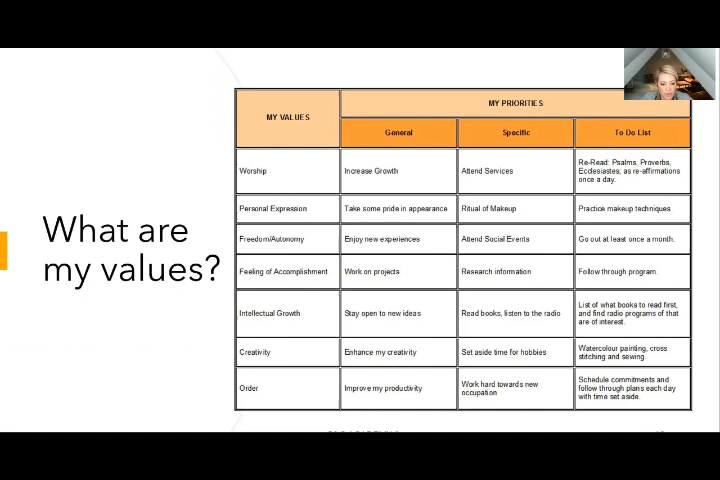 What are
my values?
MY VALUES
MY PRIORITIES
General
Specific
To Do List
Worship
Increase Growth
Attend Services
Re-Read: Psalms, Proverbs,
Ecclesiastes, as re-affirmations
once a day.
Personal Expression
Take some pride in appearance
Ritual of Makeup
Practice makeup techniques.
Freedom/Autonomy
Enjoy new experiences
Attend Social Events
Go out at least once a month.
Feeling of Accomplishment
Work on projects
Research information
Follow through program.
Intellectual Growth
Stay open to new ideas
Read books, listen to the radio
List of what books to read first,
and find radio programs of that
are of interest.
Creativity
Enhance my creativity
Set aside time for hobbies
Watercolour painting, cross
stitching and sewing.
Order
Improve my productivity
Work hard towards new
occupation
Schedule commitments and
follow through plans each day
with time set aside.